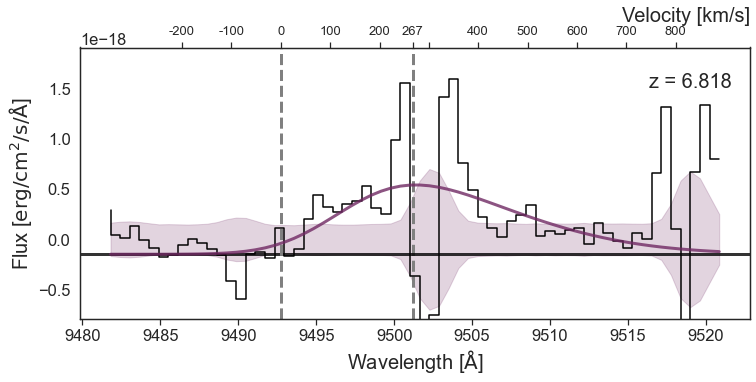 Velocity [km/s]
1e−18
-200 -100 0 100 200 267 400 500 600 700 800
z = 6.818
Flux [erg/cm²/s/Å]
1.5
1.0
0.5
0.0
−0.5
9480 9485 9490 9495 9500 9505 9510 9515 9520
Wavelength [Å]